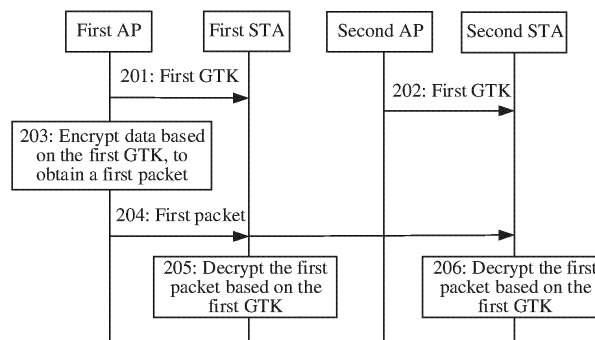 First AP
First STA
Second AP
Second STA
201: First GTK
202: First GTK
203: Encrypt data based
on the first GTK, to
obtain a first packet
204: First packet
205: Decrypt the first
packet based on the
first GTK
206: Decrypt the first
packet based on the
first GTK